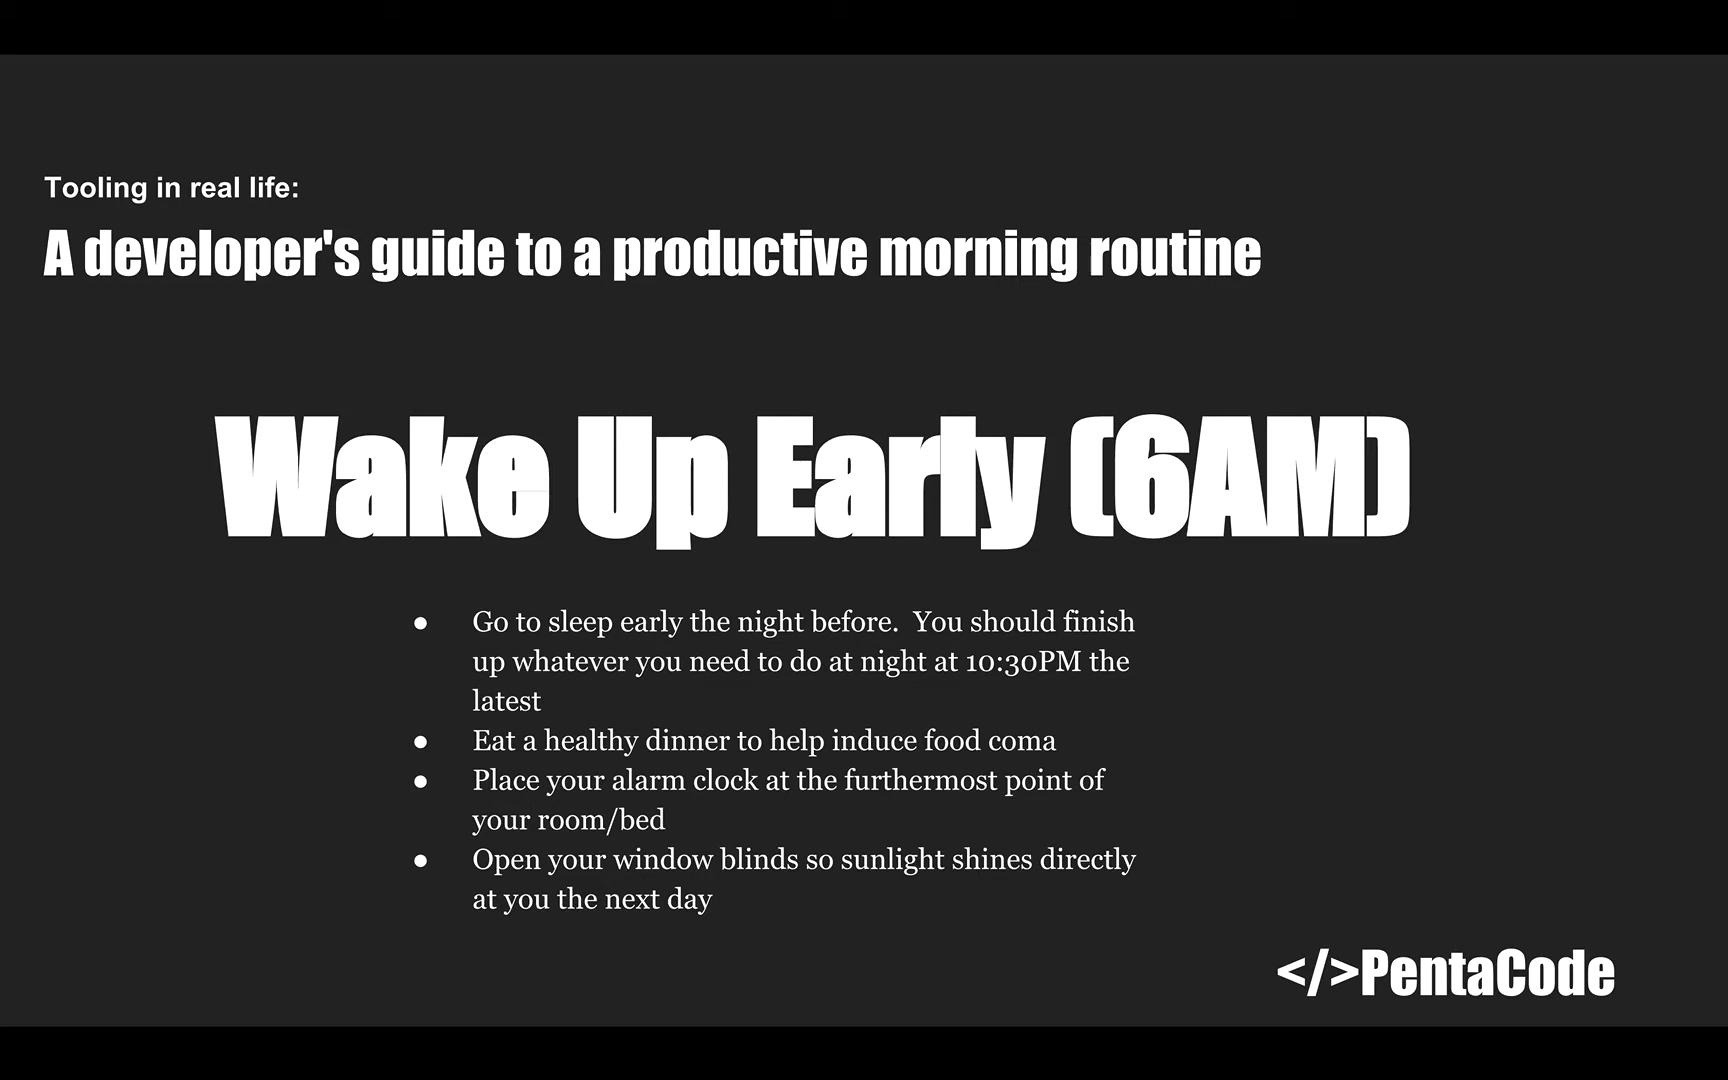 Tooling in real life:
A developer's guide to a productive morning routine
Wake Up Early (6AM)
● Go to sleep early the night before.  You should finish
up whatever you need to do at night at 10:30PM the
latest
● Eat a healthy dinner to help induce food coma
● Place your alarm clock at the furthermost point of
your room/bed
● Open your window blinds so sunlight shines directly
at you the next day
</>PentaCode